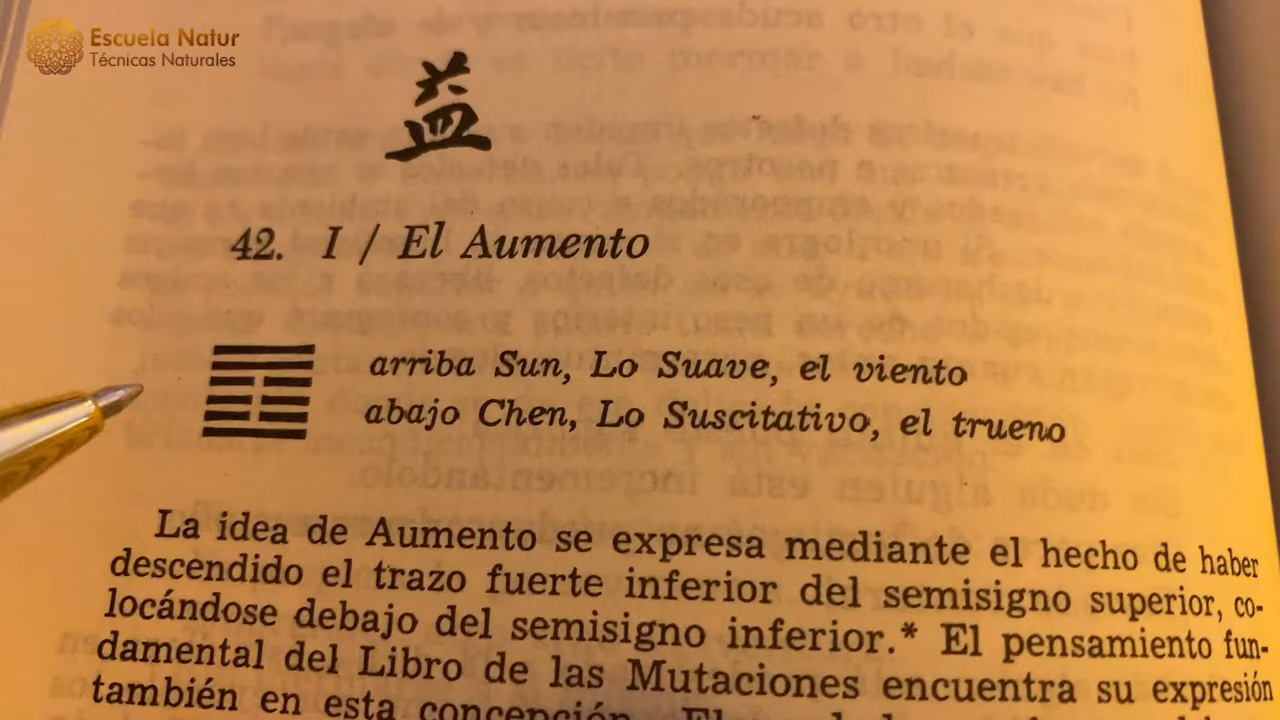 Escuela Natur
Técnicas Naturales
益
42. I / El Aumento
arriba Sun, Lo Suave, el viento
abajo Chen, Lo Suscitativo, el trueno
La idea de Aumento se expresa mediante el hecho de haber
descendido el trazo fuerte inferior del semisigno superior, co-
locándose debajo del semisigno inferior.* El pensamiento fun-
damental del Libro de las Mutaciones encuentra su expresión
también en esta concepción. El